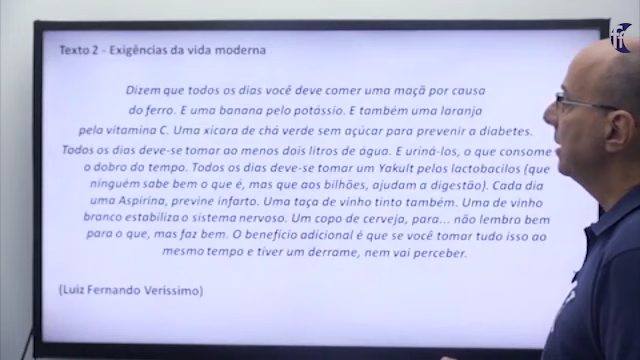 Texto 2 - Exigências da vida moderna
Dizem que todos os dias você deve comer uma maçã por causa
do ferro. E uma banana pelo potássio. E também uma laranja
pela vitamina C. Uma xícara de chá verde sem açúcar para prevenir a diabetes.
Todos os dias deve-se tomar ao menos dois litros de água. E uriná-los, o que consome
o dobro do tempo. Todos os dias deve-se tomar um Yakult pelos lactobacilos (que
ninguém sabe bem o que é, mas que aos bilhões, ajudam a digestão). Cada dia
uma Aspirina, previne infarto. Uma taça de vinho tinto também. Uma de vinho
branco estabiliza o sistema nervoso. Um copo de cerveja, para... não lembro bem
para o que, mas faz bem. O benefício adicional é que se você tomar tudo isso ao
mesmo tempo e tiver um derrame, nem vai perceber.
(Luiz Fernando Veríssimo)